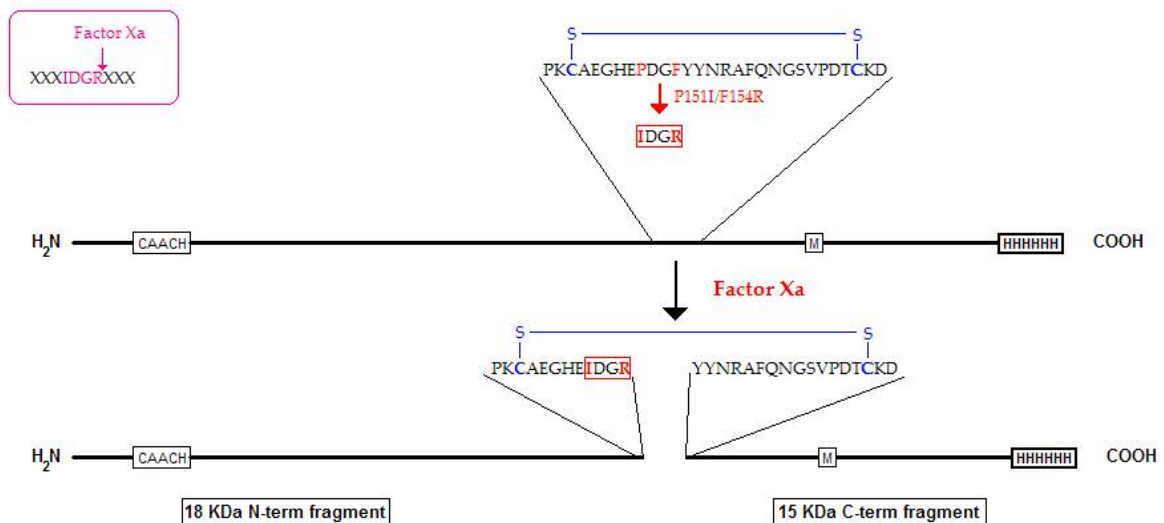 Factor Xa
XXXIDGRXXX
S S
PKCAEGHEPDGFYYNRAFQNGSVPDTCKD
P151I/F154R
IDGR
H2N CAACH M HHHHHH COOH
Factor Xa
S S
PKCAEGHEIDGR YYNRAFQNGSVPDTCKD
H2N CAACH M HHHHHH COOH
18 KDa N-term fragment 15 KDa C-term fragment